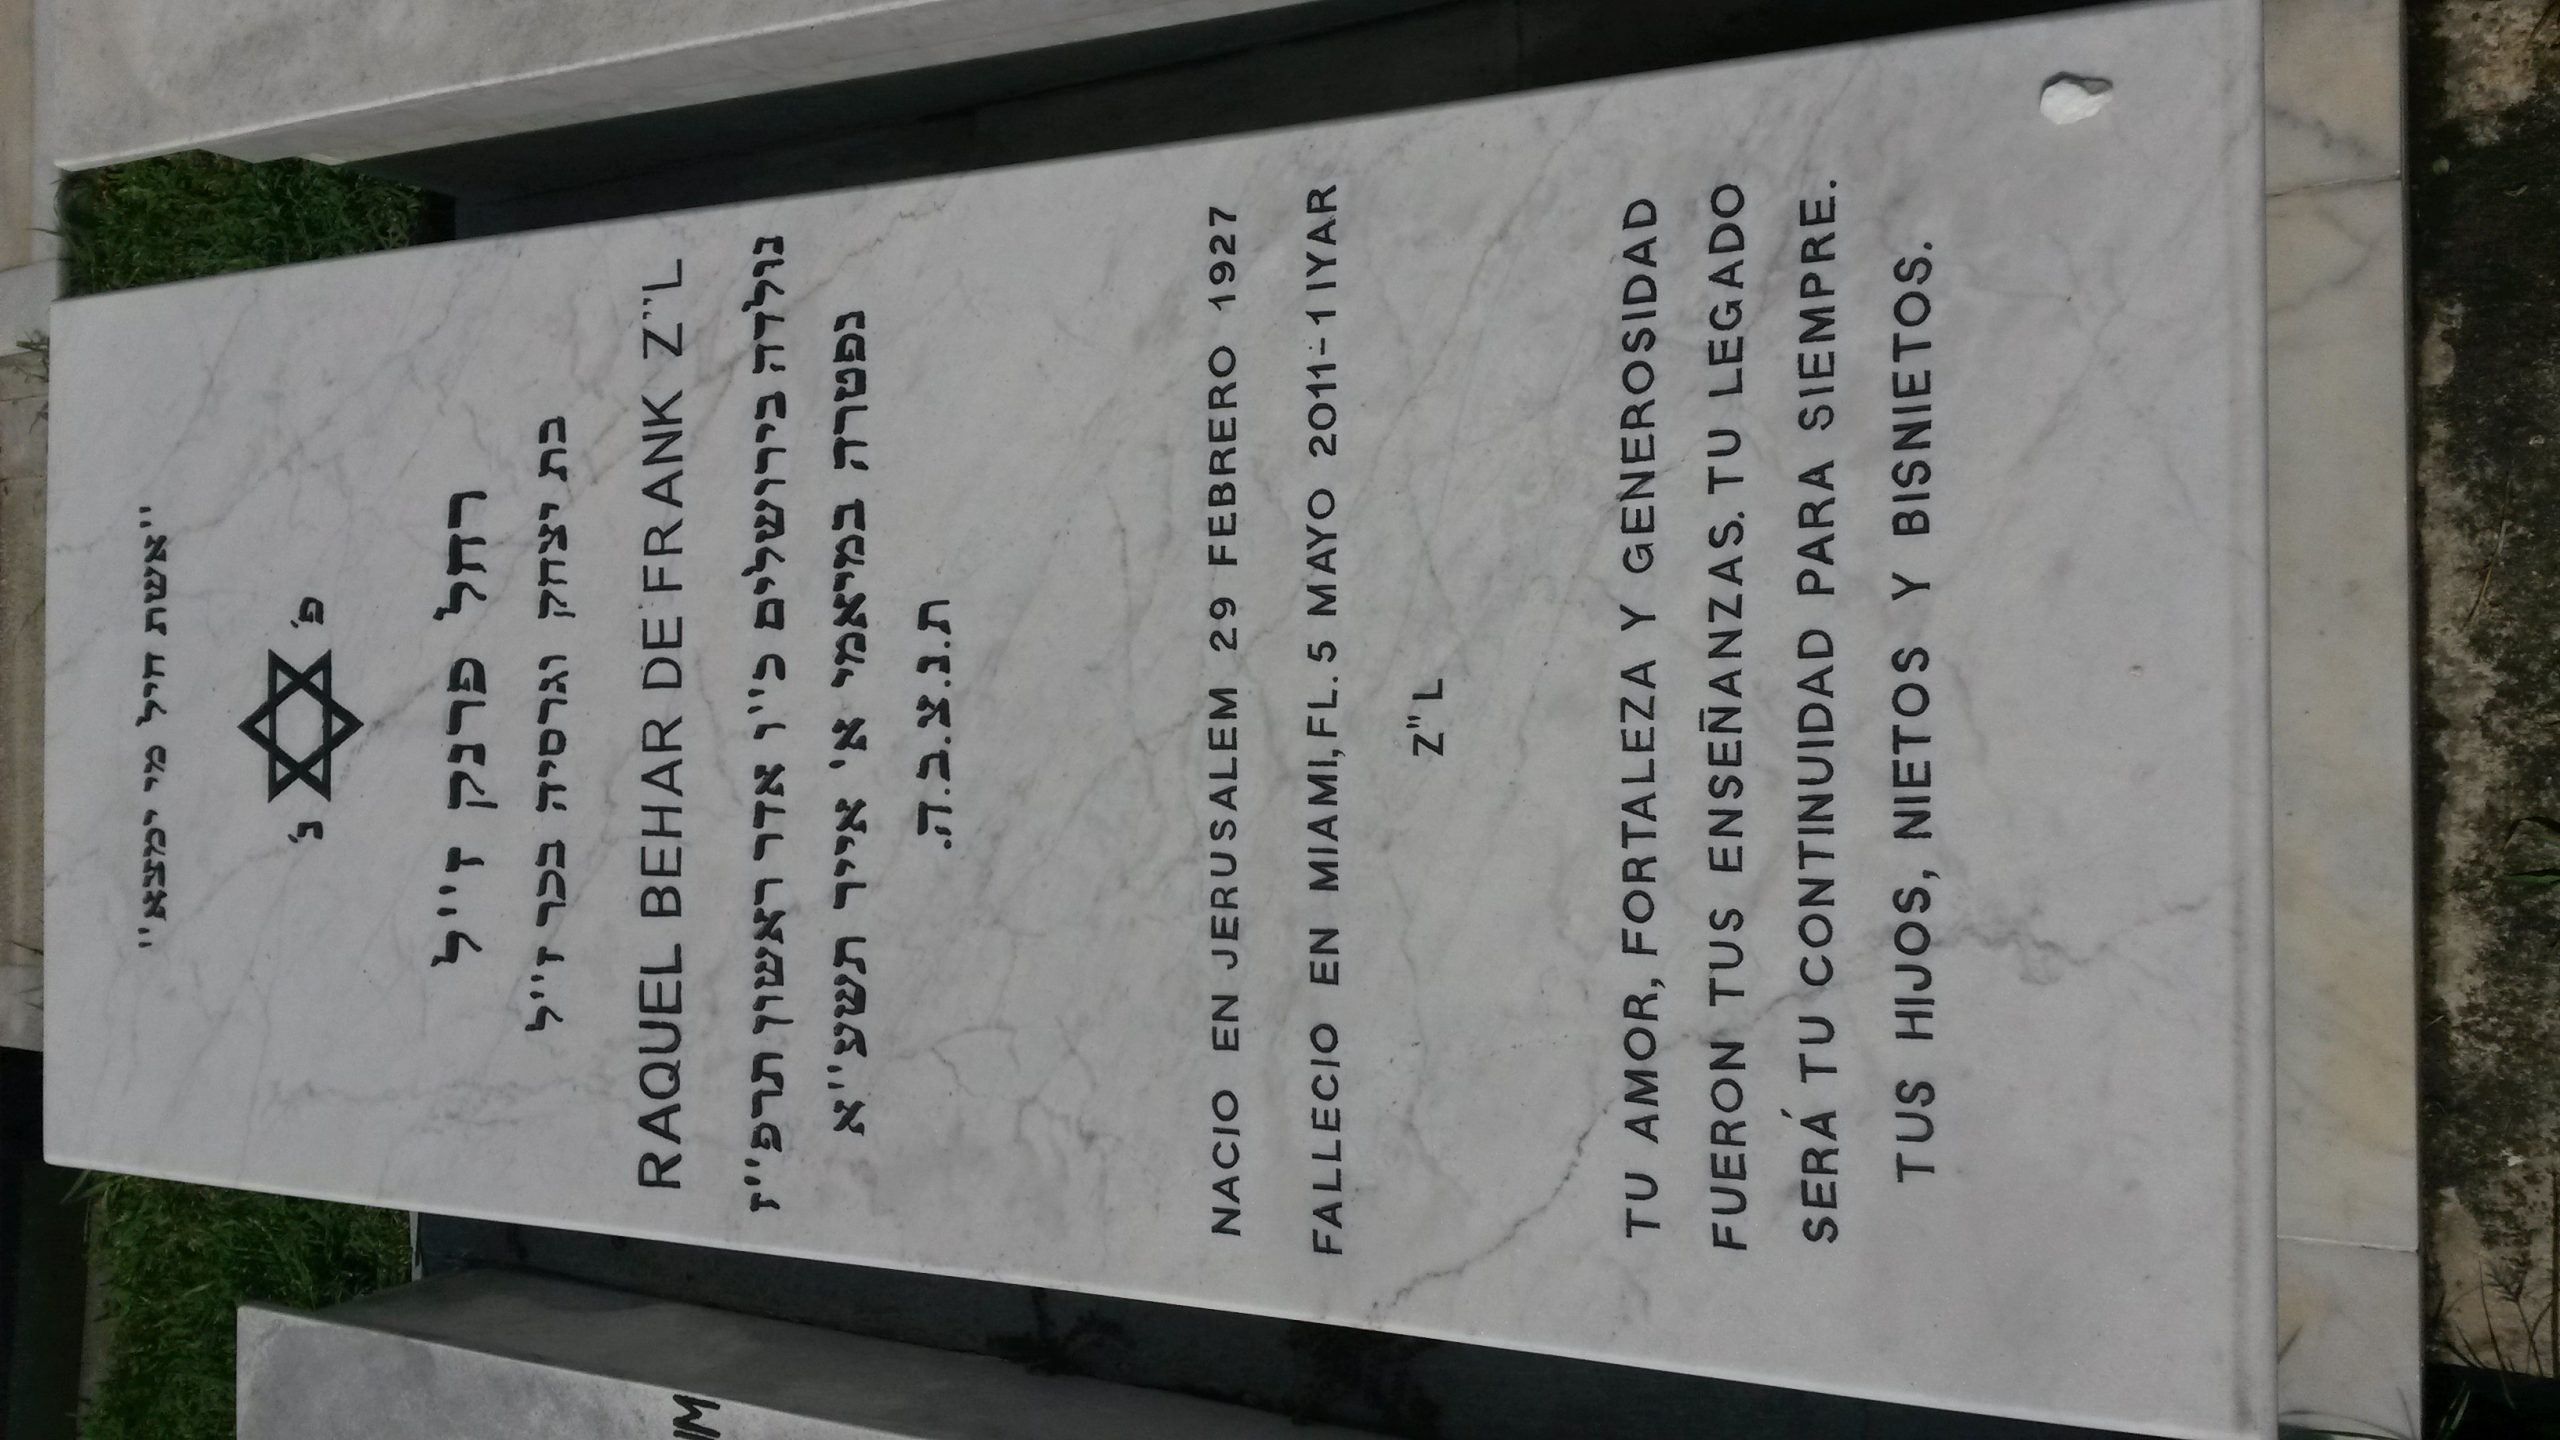 "אשת חיל מי ימצא"
פ' נ'
רחל פרנק ז"ל
בת יצחק וגרסיה בכר ז"ל
RAQUEL BEHAR DE FRANK Z"L
נולדה בירושלים כ"ו אדר ראשון תרפ"ז
נפטרה במיאמי א' אייר תשע"א
ת.נ.צ.ב.ה.
NACIO EN JERUSALEM 29 FEBRERO 1927
FALLECIO EN MIAMI, FL. 5 MAYO 2011-1 IYAR
Z"L
TU AMOR, FORTALEZA Y GENEROSIDAD
FUERON TUS ENSEÑANZAS. TU LEGADO
SERÁ TU CONTINUIDAD PARA SIEMPRE.
TUS HIJOS, NIETOS Y BISNIETOS.